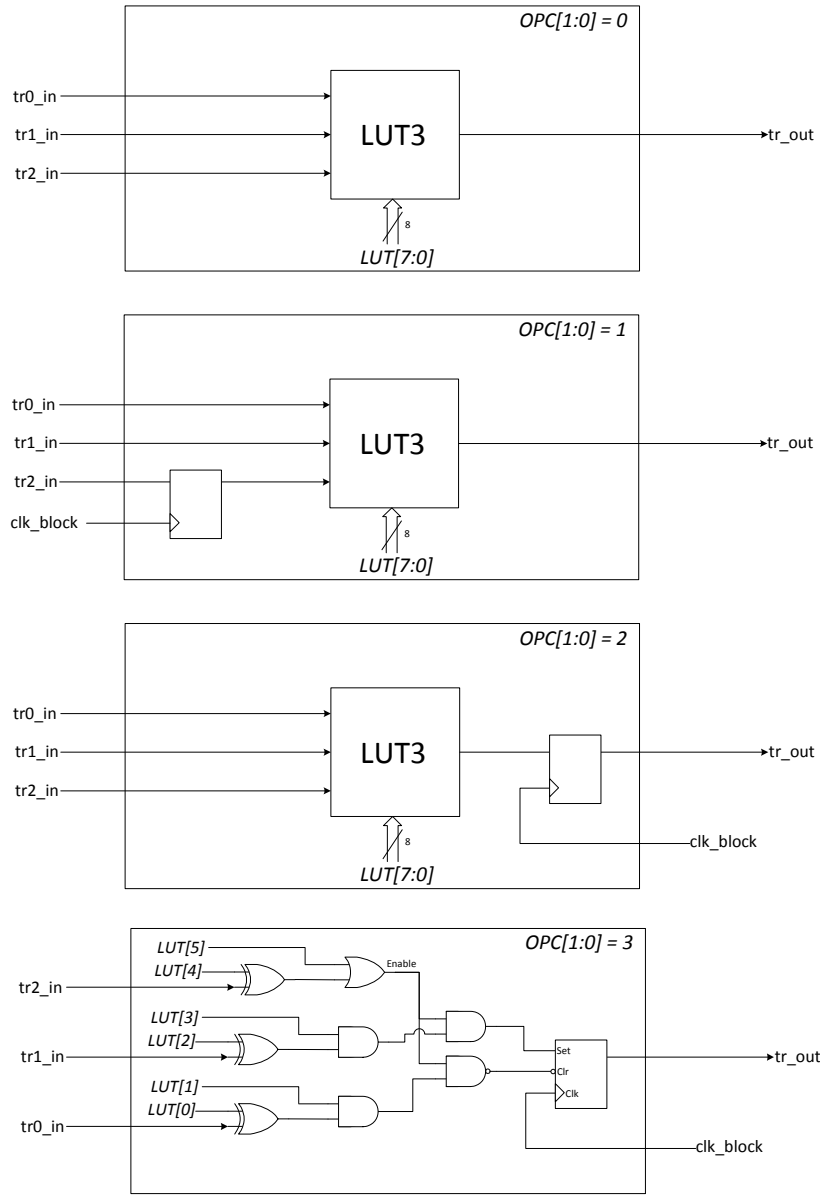 OPC[1:0] = 0
tr0_in
tr1_in
tr2_in
LUT3
tr_out
8
LUT[7:0]
OPC[1:0] = 1
tr0_in
tr1_in
tr2_in
clk_block
LUT3
tr_out
8
LUT[7:0]
OPC[1:0] = 2
tr0_in
tr1_in
tr2_in
LUT3
tr_out
clk_block
8
LUT[7:0]
OPC[1:0] = 3
LUT[5]
Enable
LUT[4]
tr2_in
LUT[3]
LUT[2]
tr1_in
Set
tr_out
Clr
LUT[1]
Clk
LUT[0]
tr0_in
clk_block